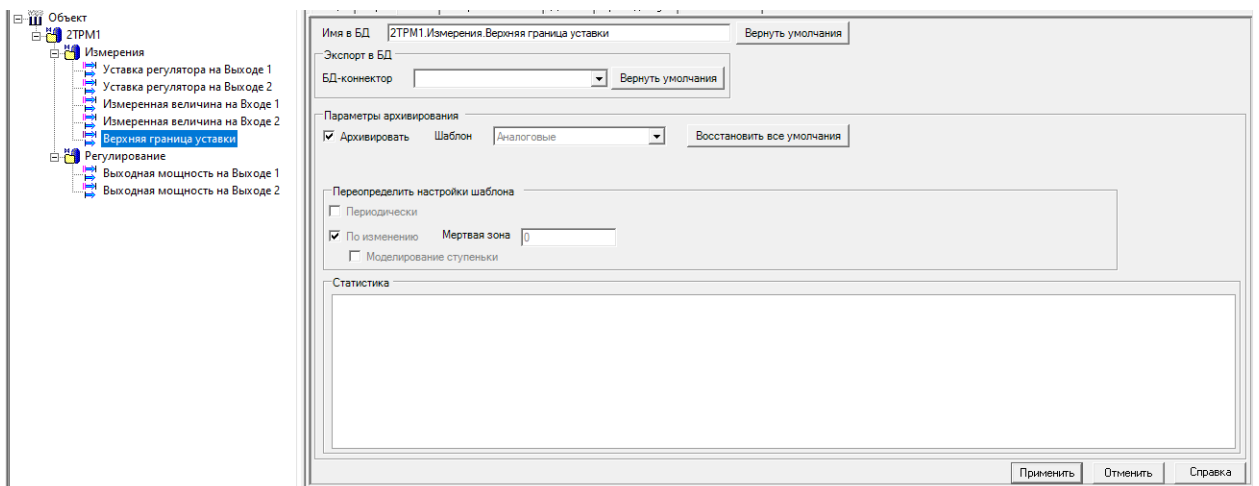 Объект
2ТРМ1
Измерения
Уставка регулятора на Выходе 1
Уставка регулятора на Выходе 2
Измеренная величина на Входе 1
Измеренная величина на Входе 2
Верхняя граница уставки
Регулирование
Выходная мощность на Выходе 1
Выходная мощность на Выходе 2
Имя в БД 2ТРМ1.Измерения.Верхняя граница уставки Вернуть умолчания
Экспорт в БД
БД-коннектор Вернуть умолчания
Параметры архивирования
Архивировать Шаблон Аналоговые Восстановить все умолчания
Переопределить настройки шаблона
Периодически
По изменению Мертвая зона 0
Моделирование ступеньки
Статистика
Применить Отменить Справка